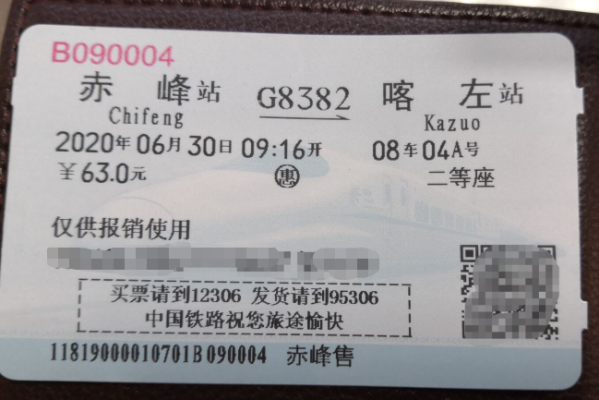 B090004
赤峰站 G8382 喀左站
Chifeng Kazuo
2020年06月30日09:16开 08车04A号
￥63.0元 惠 二等座
仅供报销使用
买票请到12306 发货请到95306
中国铁路祝您旅途愉快
11819000010701B090004 赤峰售